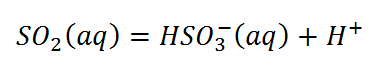 SO₂(aq) = HSO₃⁻(aq) + H⁺